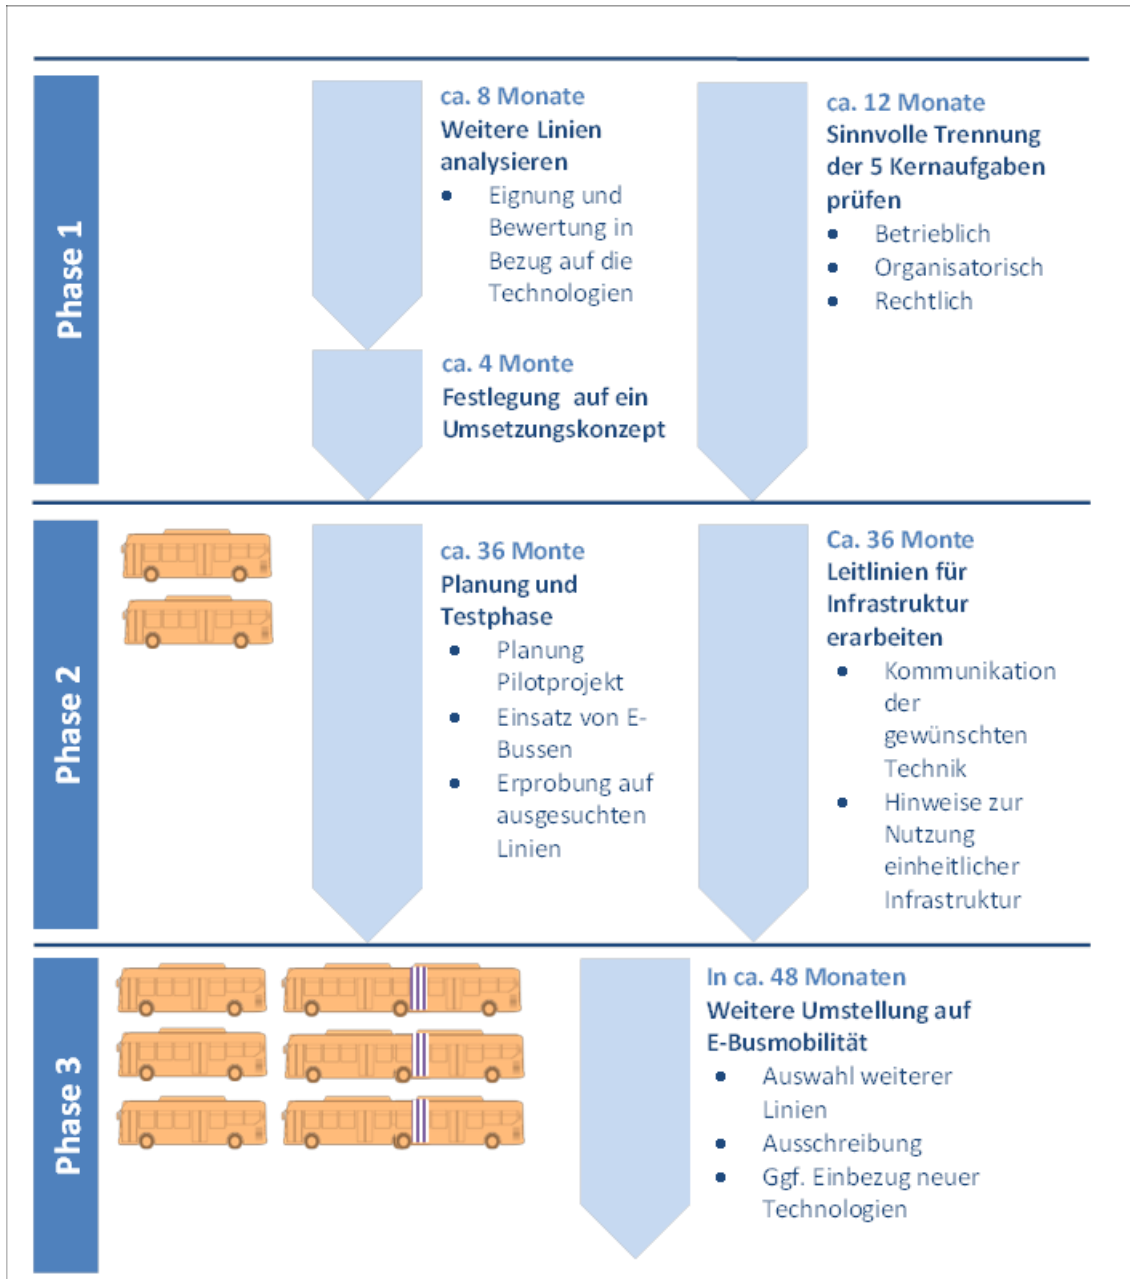 Phase 1
ca. 8 Monate
Weitere Linien
analysieren
• Eignung und
Bewertung in
Bezug auf die
Technologien
ca. 4 Monte
Festlegung auf ein
Umsetzungskonzept
ca. 12 Monate
Sinnvolle Trennung
der 5 Kernaufgaben
prüfen
• Betrieblich
• Organisatorisch
• Rechtlich
Phase 2
ca. 36 Monte
Planung und
Testphase
• Planung
Pilotprojekt
• Einsatz von E-
Bussen
• Erprobung auf
ausgesuchten
Linien
Ca. 36 Monte
Leitlinien für
Infrastruktur
erarbeiten
• Kommunikation
der
gewünschten
Technik
• Hinweise zur
Nutzung
einheitlicher
Infrastruktur
Phase 3
In ca. 48 Monaten
Weitere Umstellung auf
E-Busmobilität
• Auswahl weiterer
Linien
• Ausschreibung
• Ggf. Einbezug neuer
Technologien